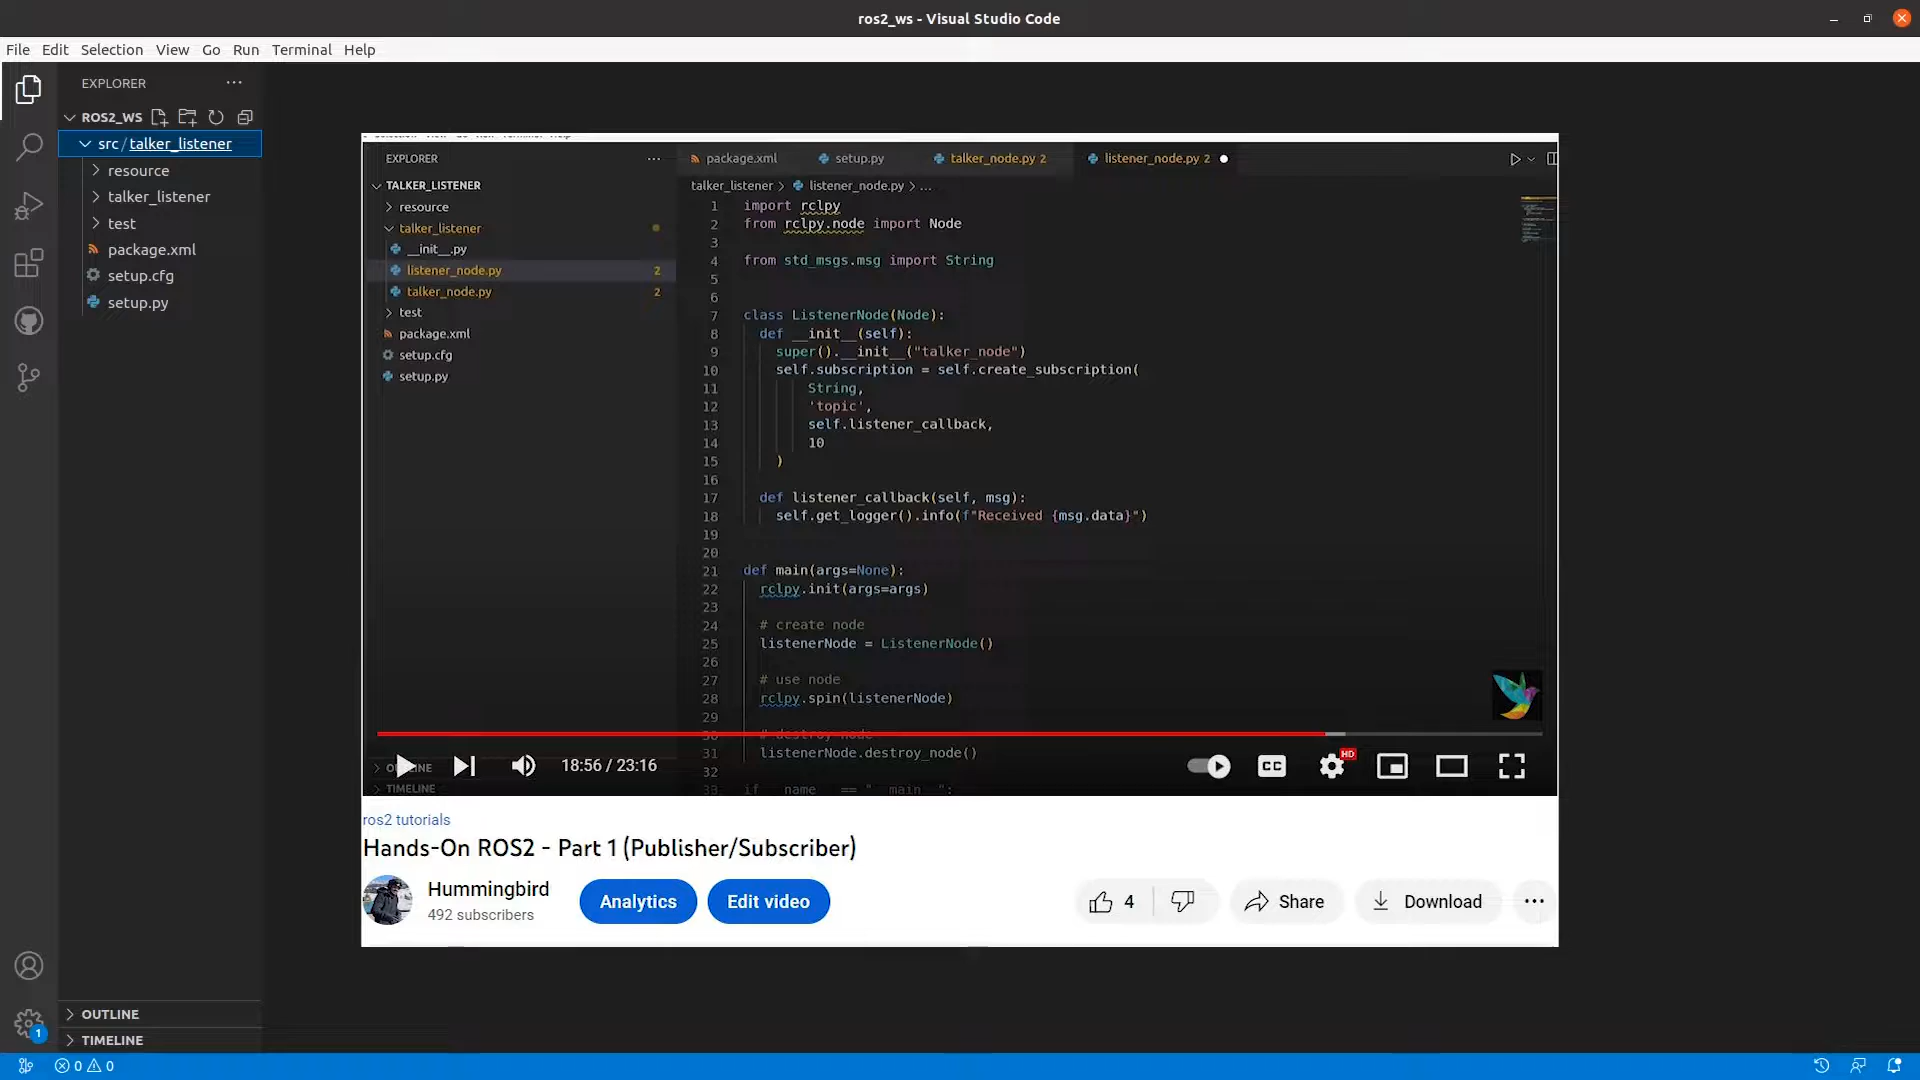 ros2_ws - Visual Studio Code
File Edit Selection View Go Run Terminal Help
EXPLORER
ROS2_WS
src / talker_listener
resource
talker_listener
test
package.xml
setup.cfg
setup.py
OUTLINE
TIMELINE
1
0 0
EXPLORER
TALKER_LISTENER
resource
talker_listener
__init__.py
listener_node.py 2
talker_node.py 2
test
package.xml
setup.cfg
setup.py
OUTLINE
TIMELINE
package.xml setup.py talker_node.py 2 listener_node.py 2
talker_listener > listener_node.py > ...
1 import rclpy
2 from rclpy.node import Node
3
4 from std_msgs.msg import String
5
6
7 class ListenerNode(Node):
8 def __init__(self):
9 super().__init__("talker_node")
10 self.subscription = self.create_subscription(
11 String,
12 'topic',
13 self.listener_callback,
14 10
15 )
16
17 def listener_callback(self, msg):
18 self.get_logger().info(f"Received {msg.data}")
19
20
21 def main(args=None):
22 rclpy.init(args=args)
23
24 # create node
25 listenerNode = ListenerNode()
26
27 # use node
28 rclpy.spin(listenerNode)
29
30 # destroy node
31 listenerNode.destroy_node()
32
33 if __name__ == "__main__":
18:56 / 23:16
CC
HD
ros2 tutorials
Hands-On ROS2 - Part 1 (Publisher/Subscriber)
Hummingbird
492 subscribers
Analytics
Edit video
4
Share
Download